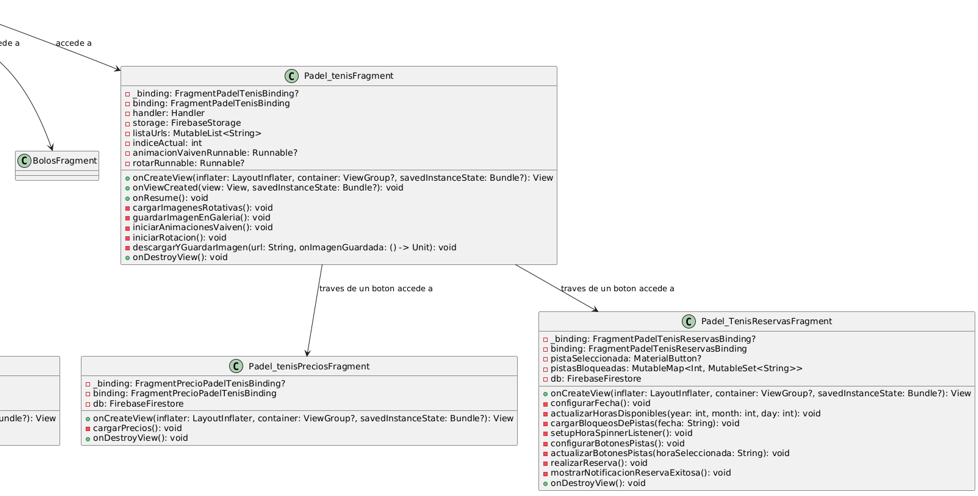 ede a
accede a
C Padel_tenisFragment
_binding: FragmentPadelTenisBinding?
binding: FragmentPadelTenisBinding
handler: Handler
storage: FirebaseStorage
listaUrls: MutableList<String>
indiceActual: int
animacionVaivenRunnable: Runnable?
rotarRunnable: Runnable?
onCreateView(inflater: LayoutInflater, container: ViewGroup?, savedInstanceState: Bundle?): View
onViewCreated(view: View, savedInstanceState: Bundle?): void
onResume(): void
cargarImagenesRotativas(): void
guardarImagenEnGaleria(): void
iniciarAnimacionesVaiven(): void
iniciarRotacion(): void
descargarYGuardarImagen(url: String, onImagenGuardada: () -> Unit): void
onDestroyView(): void
C BolosFragment
traves de un boton accede a
traves de un boton accede a
undle?): View
C Padel_tenisPreciosFragment
_binding: FragmentPrecioPadelTenisBinding?
binding: FragmentPrecioPadelTenisBinding
db: FirebaseFirestore
onCreateView(inflater: LayoutInflater, container: ViewGroup?, savedInstanceState: Bundle?): View
cargarPrecios(): void
onDestroyView(): void
C Padel_TenisReservasFragment
_binding: FragmentPadelTenisReservasBinding?
binding: FragmentPadelTenisReservasBinding
pistaSeleccionada: MaterialButton?
pistasBloqueadas: MutableMap<Int, MutableSet<String>>
db: FirebaseFirestore
onCreateView(inflater: LayoutInflater, container: ViewGroup?, savedInstanceState: Bundle?): View
configurarFecha(): void
actualizarHorasDisponibles(year: int, month: int, day: int): void
cargarBloqueosDePistas(fecha: String): void
setupHoraSpinnerListener(): void
configurarBotonesPistas(): void
actualizarBotonesPistas(horaSeleccionada: String): void
realizarReserva(): void
mostrarNotificacionReservaExitosa(): void
onDestroyView(): void